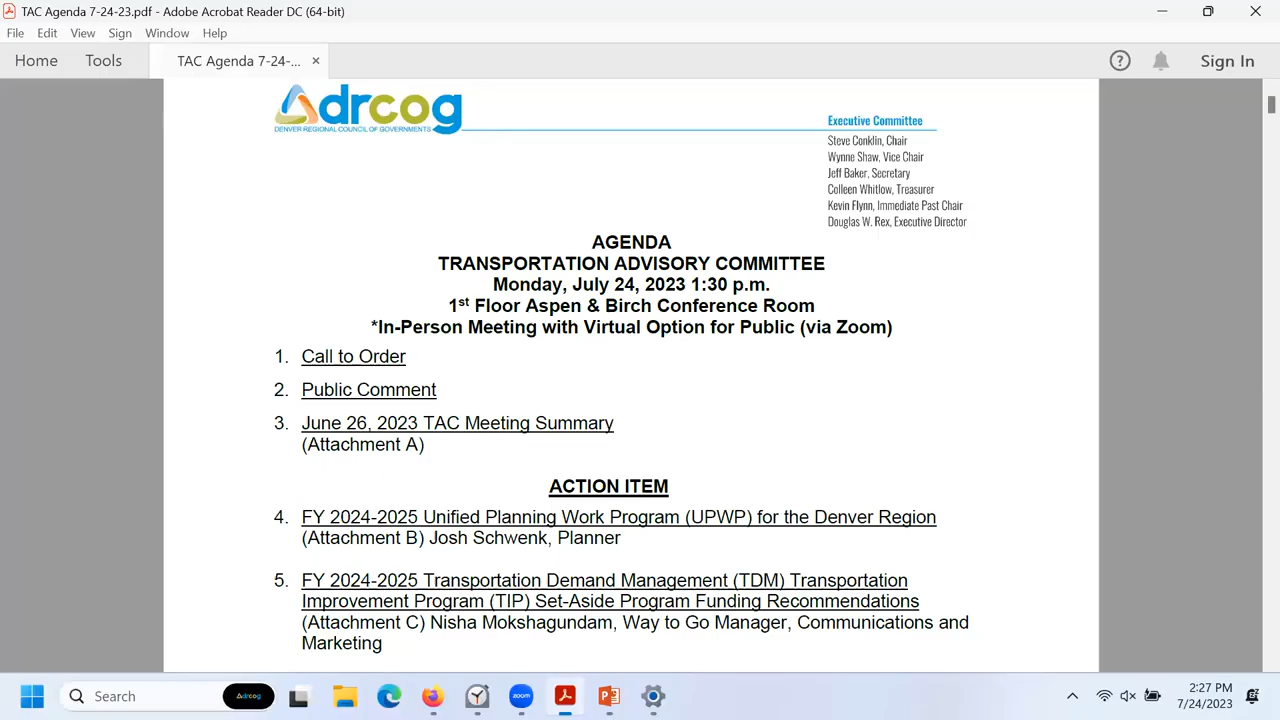 TAC Agenda 7-24-23.pdf - Adobe Acrobat Reader DC (64-bit)
File Edit View Sign Window Help
Home Tools TAC Agenda 7-24-... × ? Sign In
drcog
DENVER REGIONAL COUNCIL OF GOVERNMENTS
Executive Committee
Steve Conklin, Chair
Wynne Shaw, Vice Chair
Jeff Baker, Secretary
Colleen Whitlow, Treasurer
Kevin Flynn, Immediate Past Chair
Douglas W. Rex, Executive Director
AGENDA
TRANSPORTATION ADVISORY COMMITTEE
Monday, July 24, 2023 1:30 p.m.
1st Floor Aspen & Birch Conference Room
*In-Person Meeting with Virtual Option for Public (via Zoom)
1. Call to Order
2. Public Comment
3. June 26, 2023 TAC Meeting Summary
(Attachment A)
ACTION ITEM
4. FY 2024-2025 Unified Planning Work Program (UPWP) for the Denver Region
(Attachment B) Josh Schwenk, Planner
5. FY 2024-2025 Transportation Demand Management (TDM) Transportation
Improvement Program (TIP) Set-Aside Program Funding Recommendations
(Attachment C) Nisha Mokshagundam, Way to Go Manager, Communications and
Marketing
Search drcog zoom
2:27 PM
7/24/2023